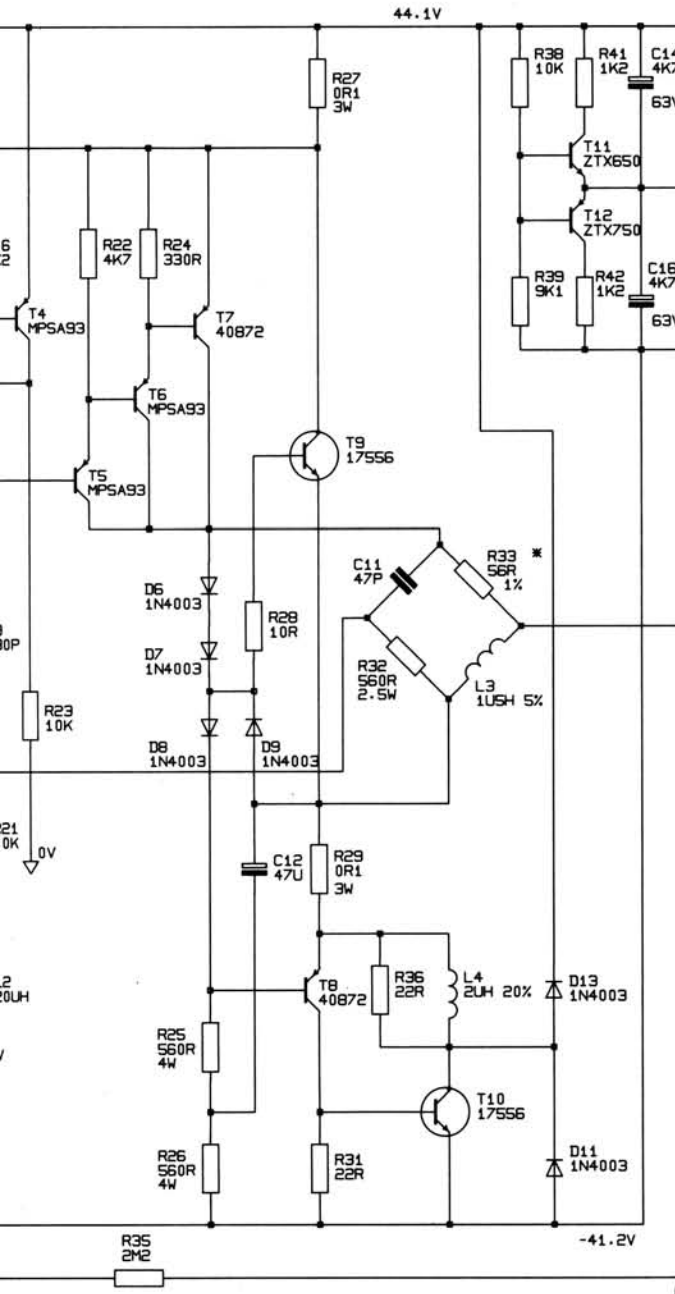 44.1V
R38
10K
R41
1K2
C14
R27
0R1
3W
T11
ZTX650
T12
ZTX750
R22
4K7
R24
330R
R39
9K1
R42
1K2
C16
T4
MPSA93
T7
40872
T6
MPSA93
T9
17556
T5
MPSA93
C11
47P
R33
56R
1%
*
D6
1N4003
R28
10R
D7
1N4003
R32
560R
2.5W
L3
1U5H 5%
R23
10K
D8
1N4003
D9
1N4003
0V
C12
47U
R29
0R1
3W
T8
40872
R36
22R
L4
2UH 20%
D13
1N4003
R25
560R
4W
T10
17556
R26
560R
4W
R31
22R
D11
1N4003
-41.2V
R35
2M2